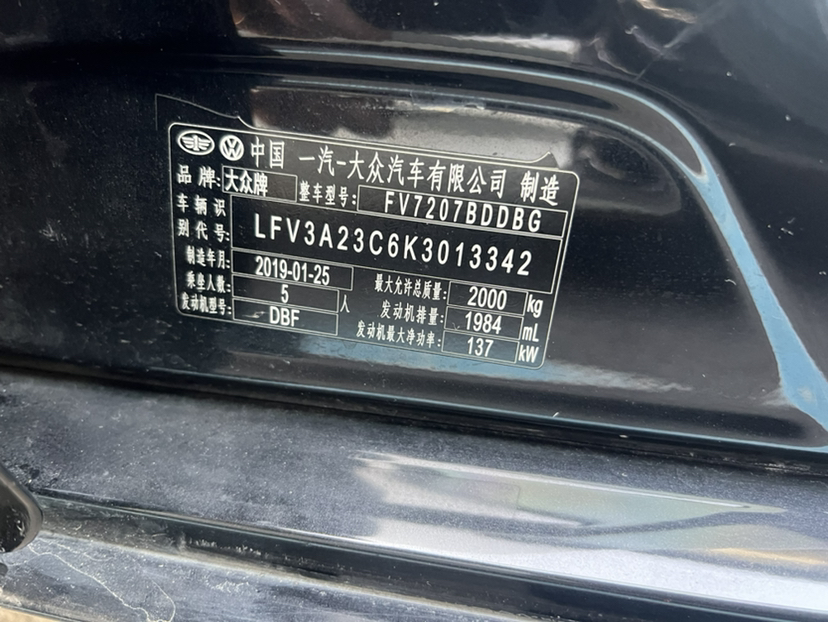 中国 一汽-大众汽车有限公司 制造
品牌: 大众牌 整车型号: FV7207BDDBG
车辆识别代号: LFV3A23C6K3013342
制造年月: 2019-01-25 最大允许总质量: 2000 kg
乘座人数: 5 人 发动机排量: 1984 mL
发动机型号: DBF 发动机最大净功率: 137 kW